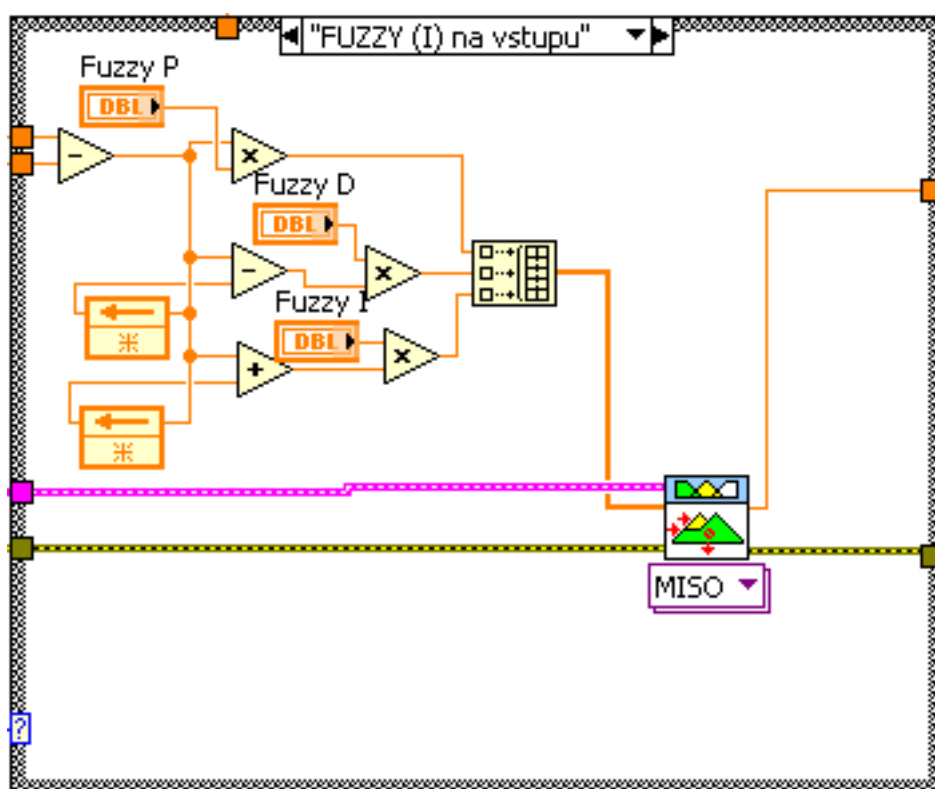 "FUZZY (I) na vstupu"
Fuzzy P
DBL
-
x
Fuzzy D
DBL
-
x
Fuzzy I
DBL
x
+
MISO
?